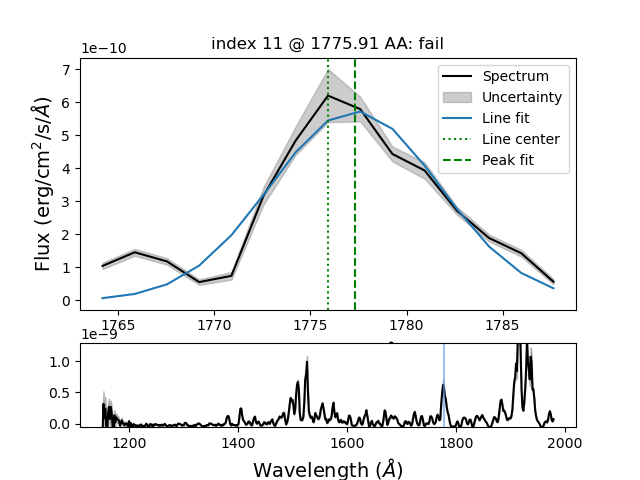 index 11 @ 1775.91 AA: fail
1e−10
7
6
5
4
3
2
1
0
Flux (erg/cm²/s/Å)
Spectrum
Uncertainty
Line fit
Line center
Peak fit
1765 1770 1775 1780 1785
1e−9
1.0
0.5
0.0
1200 1400 1600 1800 2000
Wavelength (Å)